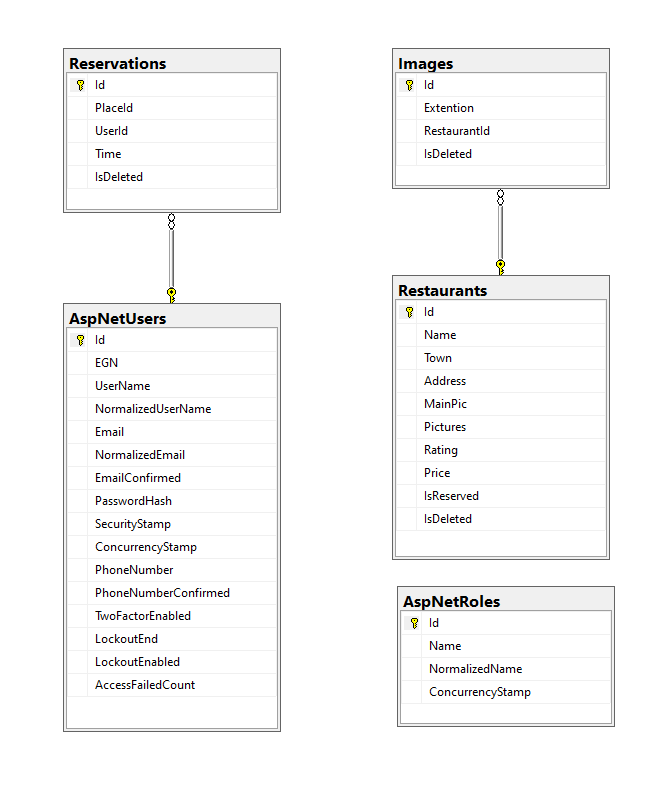 Reservations
Id
PlaceId
UserId
Time
IsDeleted
AspNetUsers
Id
EGN
UserName
NormalizedUserName
Email
NormalizedEmail
EmailConfirmed
PasswordHash
SecurityStamp
ConcurrencyStamp
PhoneNumber
PhoneNumberConfirmed
TwoFactorEnabled
LockoutEnd
LockoutEnabled
AccessFailedCount
Images
Id
Extention
RestaurantId
IsDeleted
Restaurants
Id
Name
Town
Address
MainPic
Pictures
Rating
Price
IsReserved
IsDeleted
AspNetRoles
Id
Name
NormalizedName
ConcurrencyStamp